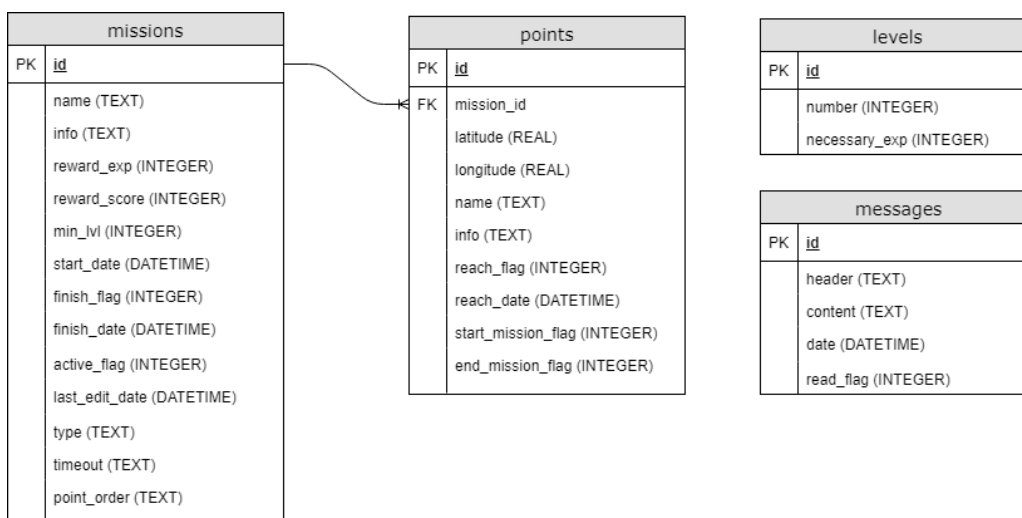 missions
PK id
name (TEXT)
info (TEXT)
reward_exp (INTEGER)
reward_score (INTEGER)
min_lvl (INTEGER)
start_date (DATETIME)
finish_flag (INTEGER)
finish_date (DATETIME)
active_flag (INTEGER)
last_edit_date (DATETIME)
type (TEXT)
timeout (TEXT)
point_order (TEXT)
points
PK id
FK mission_id
latitude (REAL)
longitude (REAL)
name (TEXT)
info (TEXT)
reach_flag (INTEGER)
reach_date (DATETIME)
start_mission_flag (INTEGER)
end_mission_flag (INTEGER)
levels
PK id
number (INTEGER)
necessary_exp (INTEGER)
messages
PK id
header (TEXT)
content (TEXT)
date (DATETIME)
read_flag (INTEGER)